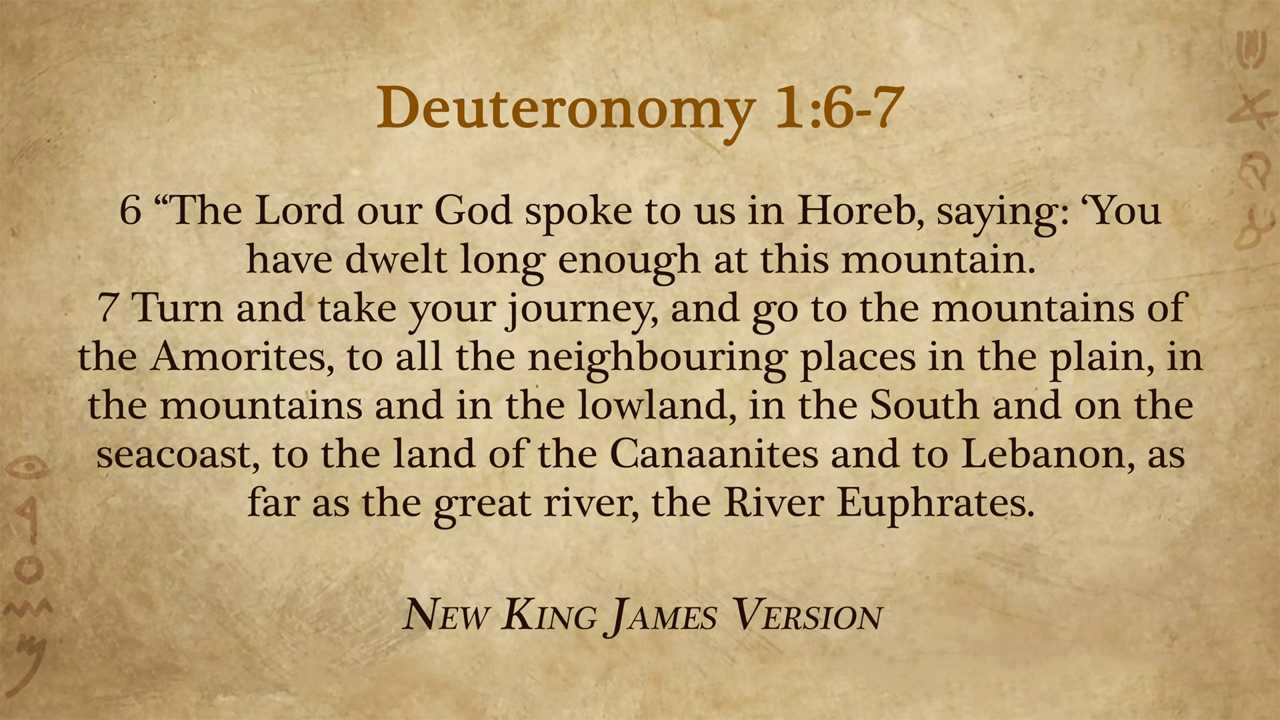 Deuteronomy 1:6-7
6 “The Lord our God spoke to us in Horeb, saying: ‘You
have dwelt long enough at this mountain.
7 Turn and take your journey, and go to the mountains of
the Amorites, to all the neighbouring places in the plain, in
the mountains and in the lowland, in the South and on the
seacoast, to the land of the Canaanites and to Lebanon, as
far as the great river, the River Euphrates.
New King James Version